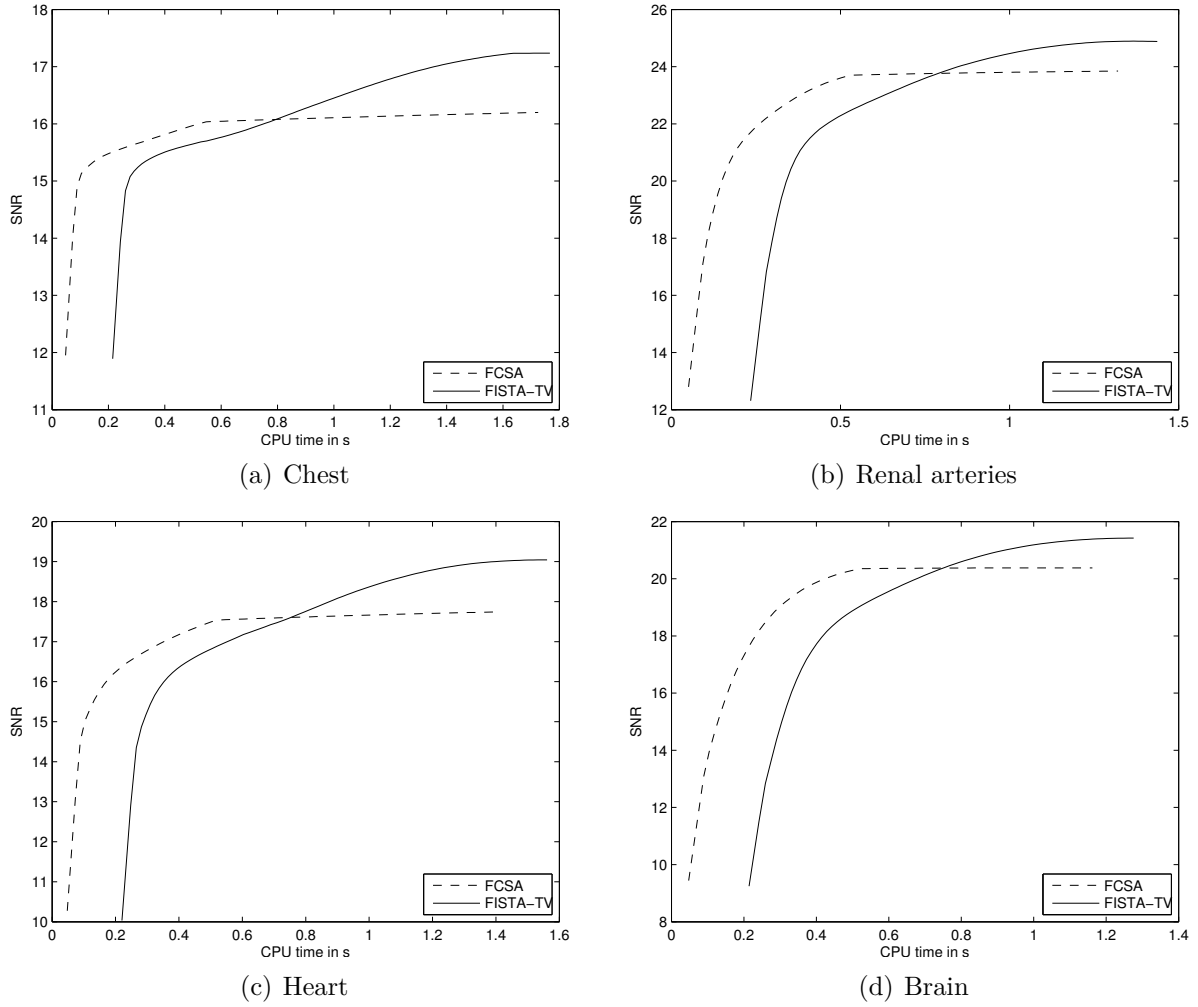 18
17
16
15
14
13
12
11
SNR
0 0.2 0.4 0.6 0.8 1 1.2 1.4 1.6 1.8
CPU time in s
FCSA
FISTA−TV
(a) Chest
26
24
22
20
18
16
14
12
SNR
0 0.5 1 1.5
CPU time in s
FCSA
FISTA−TV
(b) Renal arteries
20
19
18
17
16
15
14
13
12
11
10
SNR
0 0.2 0.4 0.6 0.8 1 1.2 1.4 1.6
CPU time in s
FCSA
FISTA−TV
(c) Heart
22
20
18
16
14
12
10
8
SNR
0 0.2 0.4 0.6 0.8 1 1.2 1.4
CPU time in s
FCSA
FISTA−TV
(d) Brain